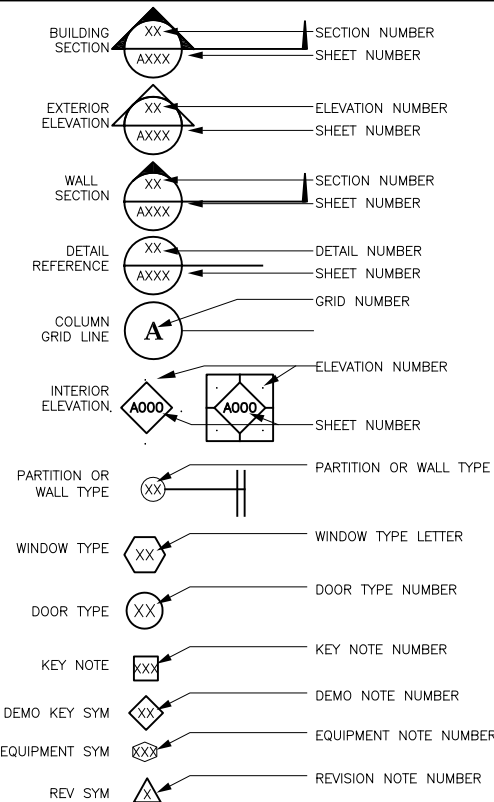 BUILDING
SECTION
XX
AXXX
SECTION NUMBER
SHEET NUMBER
EXTERIOR
ELEVATION
XX
AXXX
ELEVATION NUMBER
SHEET NUMBER
WALL
SECTION
XX
AXXX
SECTION NUMBER
SHEET NUMBER
DETAIL
REFERENCE
XX
AXXX
DETAIL NUMBER
SHEET NUMBER
COLUMN
GRID LINE
A
GRID NUMBER
INTERIOR
ELEVATION
A000
A000
ELEVATION NUMBER
SHEET NUMBER
PARTITION OR
WALL TYPE
XX
PARTITION OR WALL TYPE
WINDOW TYPE
XX
WINDOW TYPE LETTER
DOOR TYPE
XX
DOOR TYPE NUMBER
KEY NOTE
XXX
KEY NOTE NUMBER
DEMO KEY SYM
XX
DEMO NOTE NUMBER
EQUIPMENT SYM
XXX
EQUIPMENT NOTE NUMBER
REV SYM
X
REVISION NOTE NUMBER